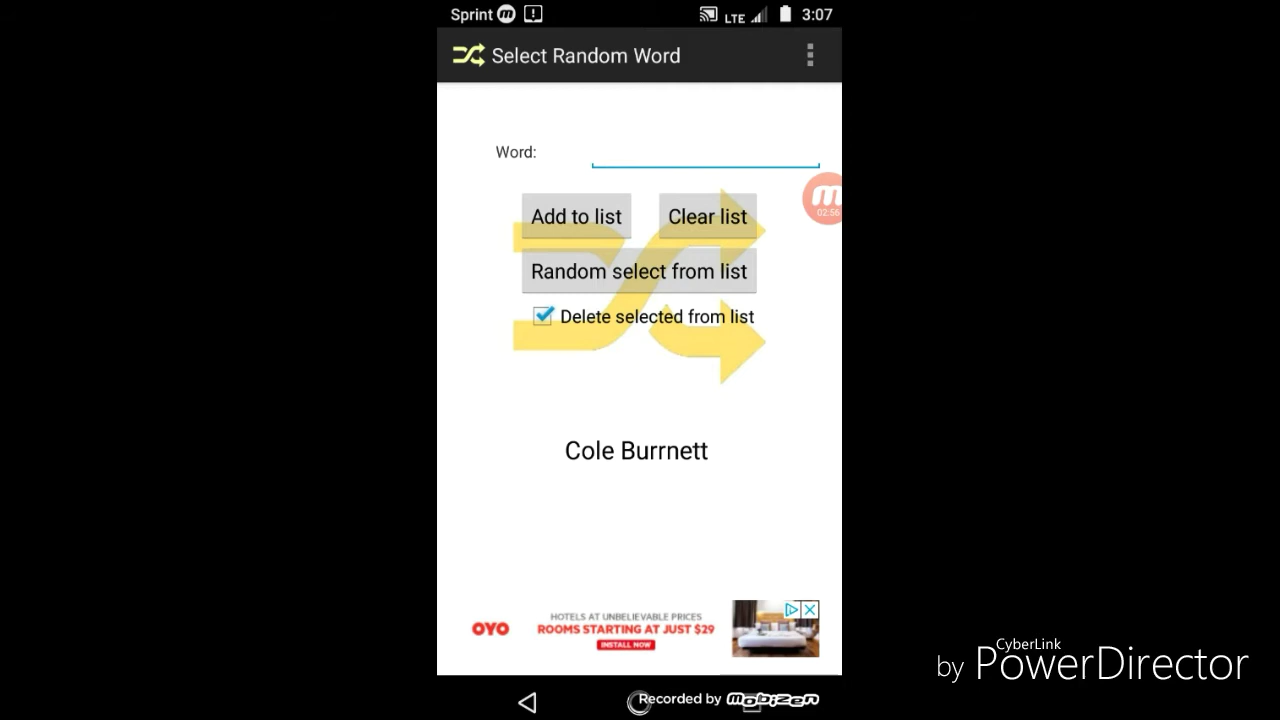 Sprint m LTE 3:07
Select Random Word
Word:
m
02:56
Add to list Clear list
Random select from list
Delete selected from list
Cole Burrnett
HOTELS AT UNBELIEVABLE PRICES
OYO ROOMS STARTING AT JUST $29
INSTALL NOW
CyberLink
by PowerDirector
Recorded by mobizen